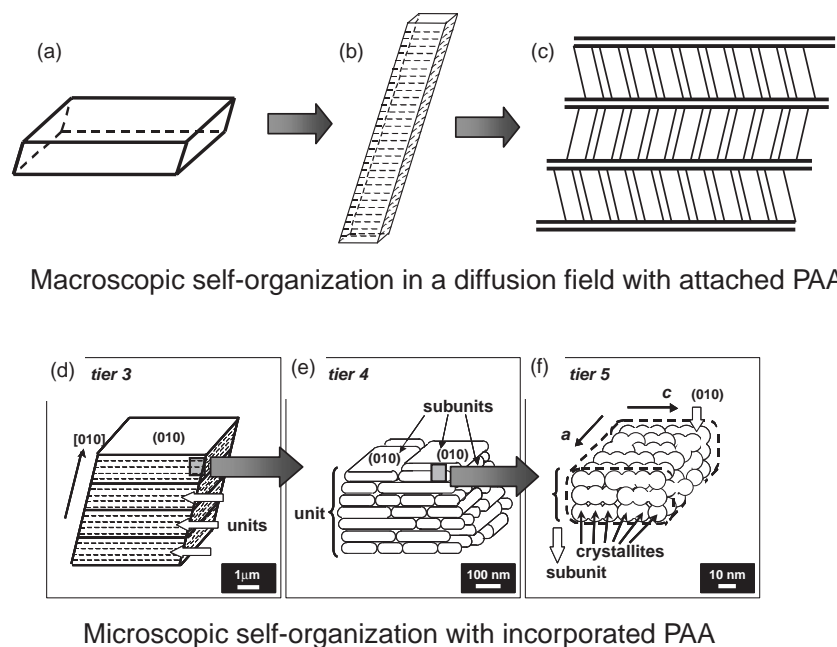 (a)
(b)
(c)
Macroscopic self-organization in a diffusion field with attached PAA
(d)
tier 3
[010]
(010)
units
1μm
(e)
tier 4
subunits
(010)
(010)
unit
100 nm
(f)
tier 5
c
(010)
a
crystallites
subunit
10 nm
Microscopic self-organization with incorporated PAA